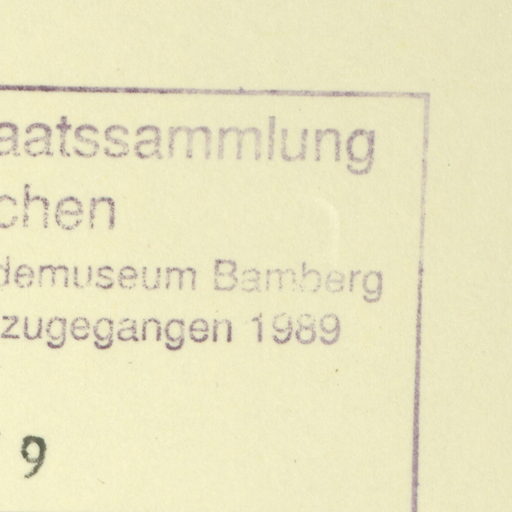 aatssammlung
chen
demuseum Bamberg
zugegangen 1989
9